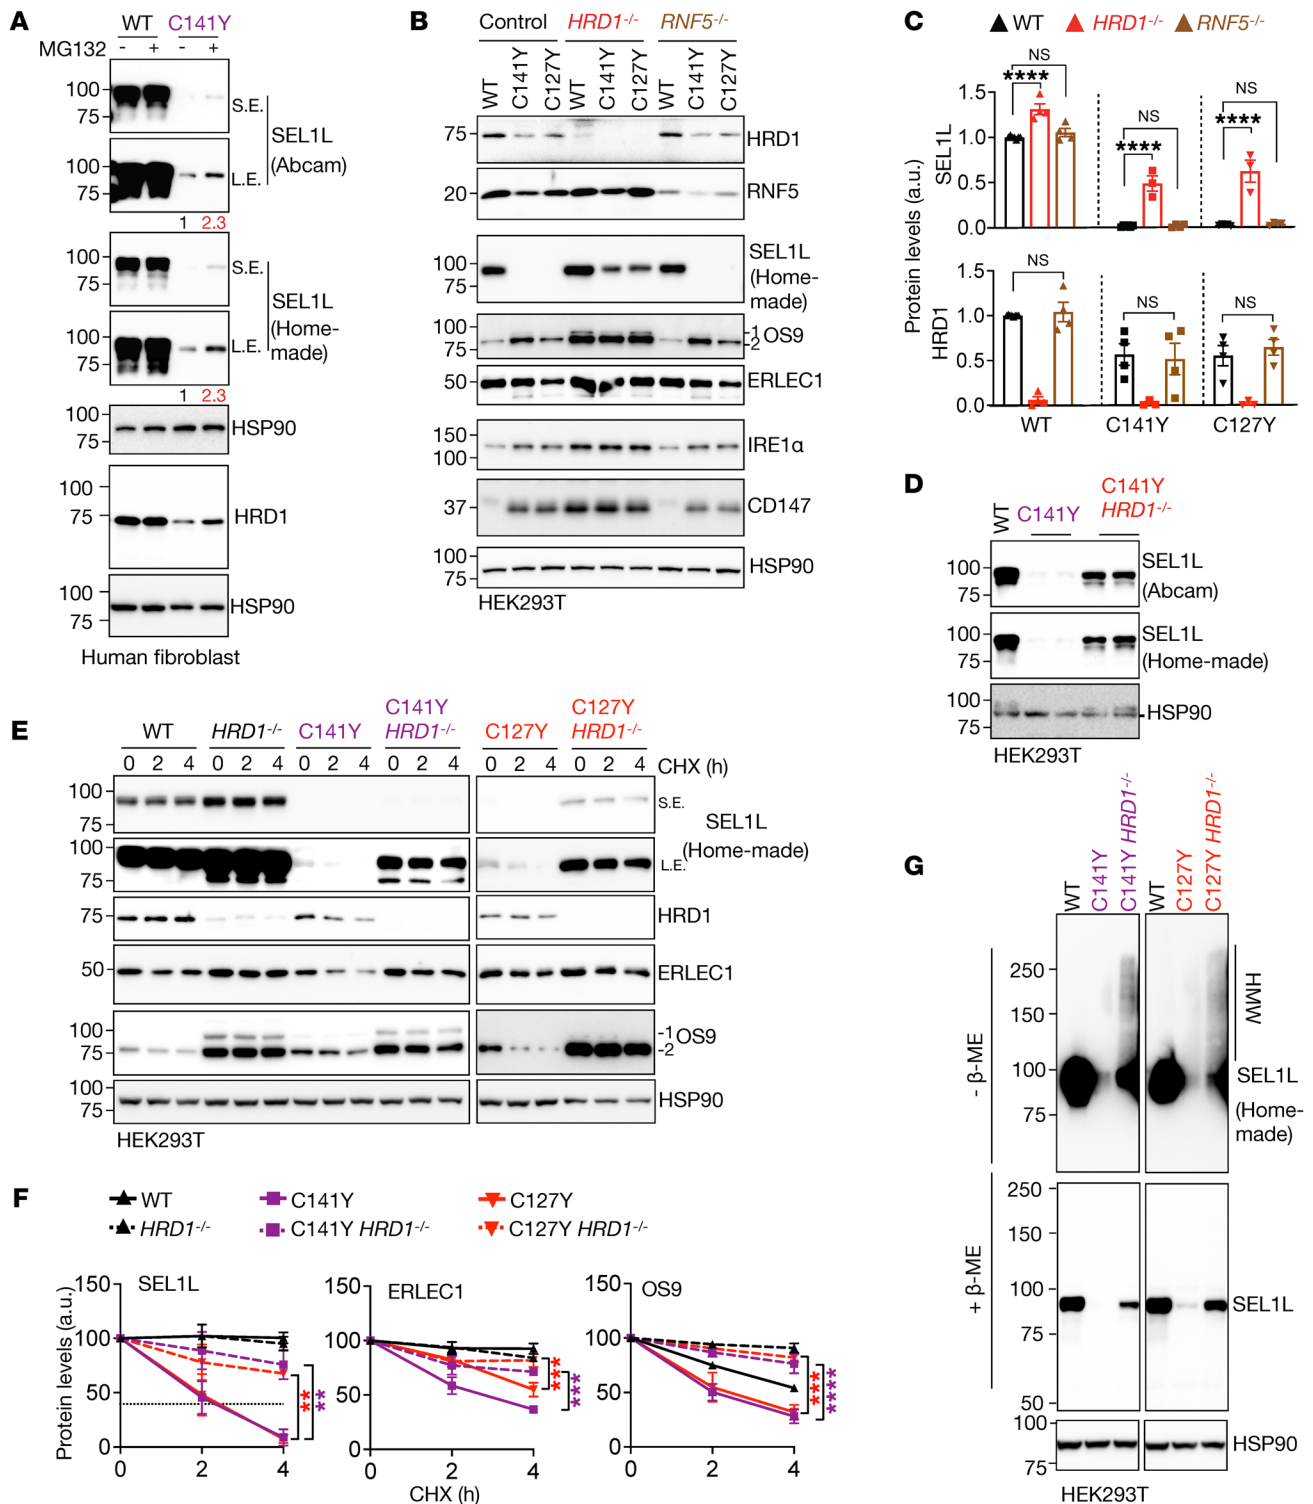 A
WT C141Y
MG132 - + - +
100
75
S.E.
SEL1L
(Abcam)
100
75
L.E.
1 2.3
100
75
S.E.
SEL1L
(Home-
made)
100
75
L.E.
1 2.3
100
75
HSP90
100
75
HRD1
100
75
HSP90
Human fibroblast
B
Control HRD1-/- RNF5-/-
WT C141Y C127Y WT C141Y C127Y WT C141Y C127Y
75 HRD1
20 RNF5
100
75
SEL1L
(Home-
made)
100
75
-1
-2
OS9
50 ERLEC1
150
100
IRE1α
37 CD147
100
75
HSP90
HEK293T
C
WT HRD1-/- RNF5-/-
Protein levels (a.u.)
SEL1L
1.5
1.0
0.5
0.0
NS
****
NS
****
NS
****
HRD1
1.5
1.0
0.5
0.0
NS
NS
NS
WT C141Y C127Y
D
WT C141Y C141Y
HRD1-/-
100
75
SEL1L
(Abcam)
100
75
SEL1L
(Home-made)
100
75
-HSP90
HEK293T
E
WT HRD1-/- C141Y C141Y
HRD1-/- C127Y C127Y
HRD1-/-
0 2 4 0 2 4 0 2 4 0 2 4 0 2 4 0 2 4 CHX (h)
100
75
S.E.
SEL1L
(Home-made)
100
75
L.E.
75 HRD1
50 ERLEC1
100
75
-1
-2
OS9
100
75
HSP90
HEK293T
F
WT C141Y C127Y
HRD1-/- C141Y HRD1-/- C127Y HRD1-/-
Protein levels (a.u.)
150
100
50
0
SEL1L
**
**
0 2 4
150
100
50
0
ERLEC1
***
***
0 2 4
150
100
50
0
OS9
***
****
0 2 4
CHX (h)
G
WT C141Y C141Y HRD1-/- WT C127Y C127Y HRD1-/-
- β-ME
250
150
100
75
HMW
SEL1L
(Home-
made)
+ β-ME
250
150
100
75
50
SEL1L
100
75
HSP90
HEK293T